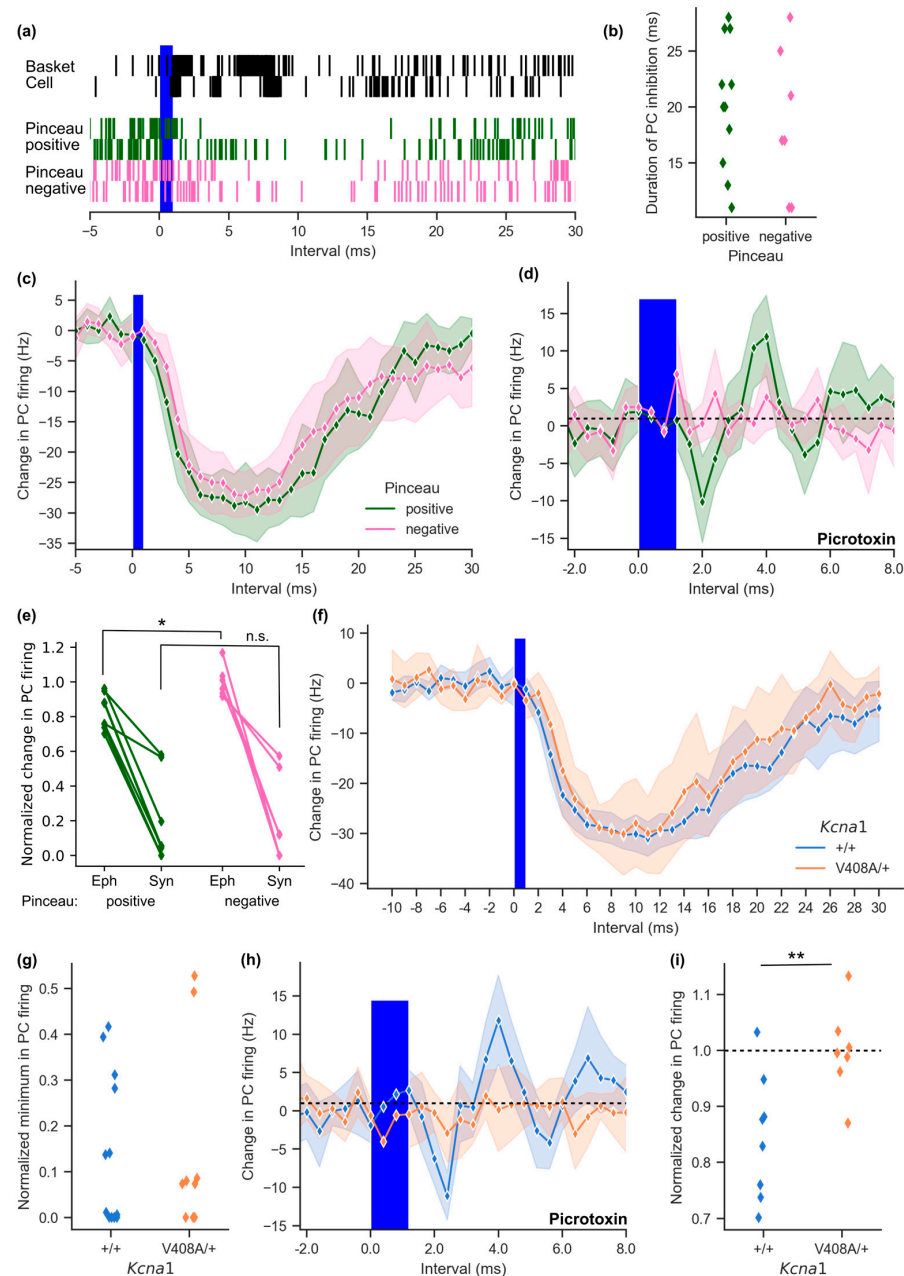 (a)
Basket
Cell
Pinceau
positive
Pinceau
negative
-5 0 5 10 15 20 25 30
Interval (ms)
(b)
Duration of PC inhibition (ms)
25
20
15
positive negative
Pinceau
(c)
Change in PC firing (Hz)
5
0
-5
-10
-15
-20
-25
-30
-35
Pinceau
positive
negative
-5 0 5 10 15 20 25 30
Interval (ms)
(d)
Change in PC firing (Hz)
15
10
5
0
-5
-10
-15
Picrotoxin
-2.0 0.0 2.0 4.0 6.0 8.0
Interval (ms)
(e)
Normalized change in PC firing
* n.s.
1.2
1.0
0.8
0.6
0.4
0.2
0.0
Eph Syn Eph Syn
Pinceau: positive negative
(f)
Change in PC firing (Hz)
10
0
-10
-20
-30
-40
Kcna1
+/+
V408A/+
-10 -8 -6 -4 -2 0 2 4 6 8 10 12 14 16 18 20 22 24 26 28 30
Interval (ms)
(g)
Normalized minimum in PC firing
0.5
0.4
0.3
0.2
0.1
0.0
+/+ V408A/+
Kcna1
(h)
Change in PC firing (Hz)
15
10
5
0
-5
-10
-15
Picrotoxin
-2.0 0.0 2.0 4.0 6.0 8.0
Interval (ms)
(i)
Normalized change in PC firing
**
1.1
1.0
0.9
0.8
0.7
+/+ V408A/+
Kcna1